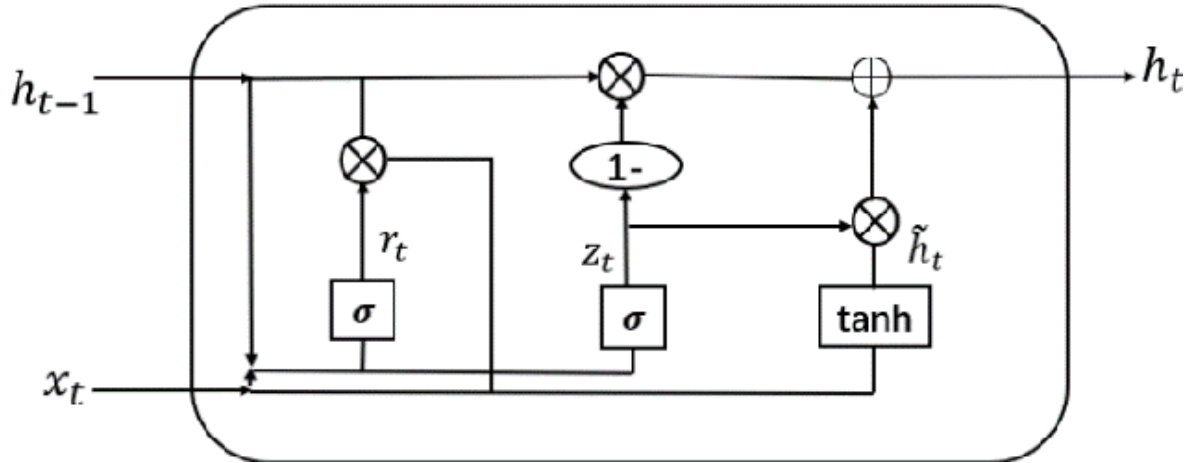 h_{t-1}
h_t
1-
r_t
z_t
h̃_t
σ
σ
tanh
x_t